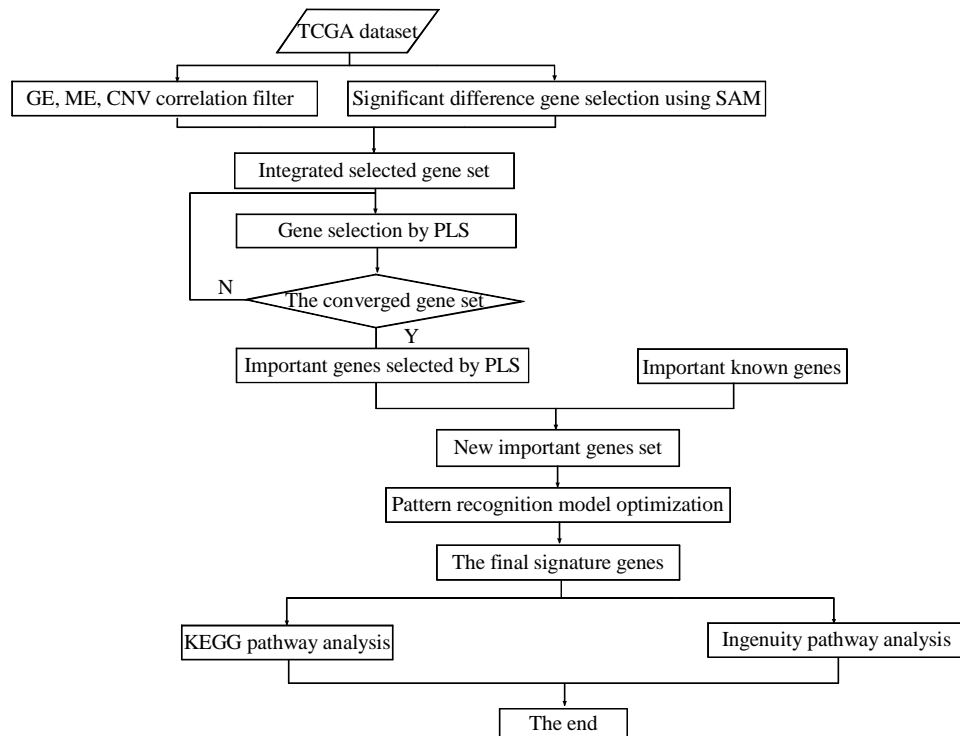 TCGA dataset
GE, ME, CNV correlation filter
Significant difference gene selection using SAM
Integrated selected gene set
Gene selection by PLS
N
The converged gene set
Y
Important genes selected by PLS
Important known genes
New important genes set
Pattern recognition model optimization
The final signature genes
KEGG pathway analysis
Ingenuity pathway analysis
The end